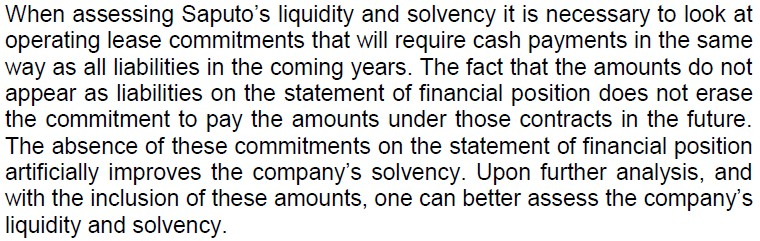 When assessing Saputo's liquidity and solvency it is necessary to look at
operating lease commitments that will require cash payments in the same
way as all liabilities in the coming years. The fact that the amounts do not
appear as liabilities on the statement of financial position does not erase
the commitment to pay the amounts under those contracts in the future.
The absence of these commitments on the statement of financial position
artificially improves the company's solvency. Upon further analysis, and
with the inclusion of these amounts, one can better assess the company's
liquidity and solvency.